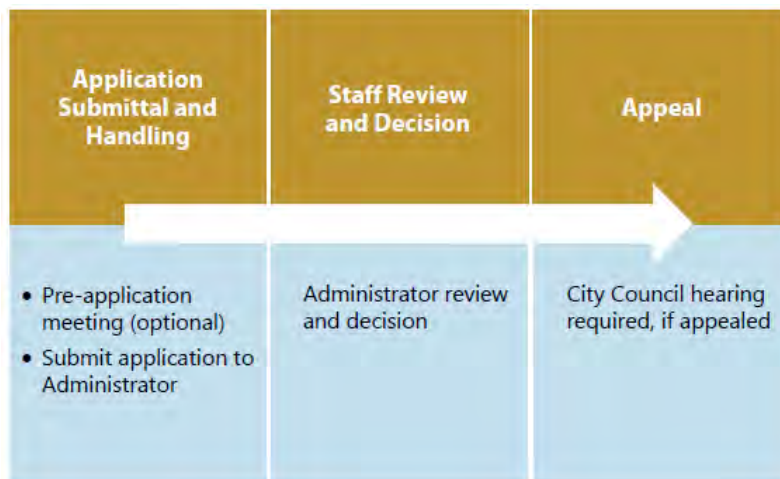 Application
Submittal and
Handling
Staff Review
and Decision
Appeal
• Pre-application
meeting (optional)
• Submit application to
Administrator
Administrator review
and decision
City Council hearing
required, if appealed